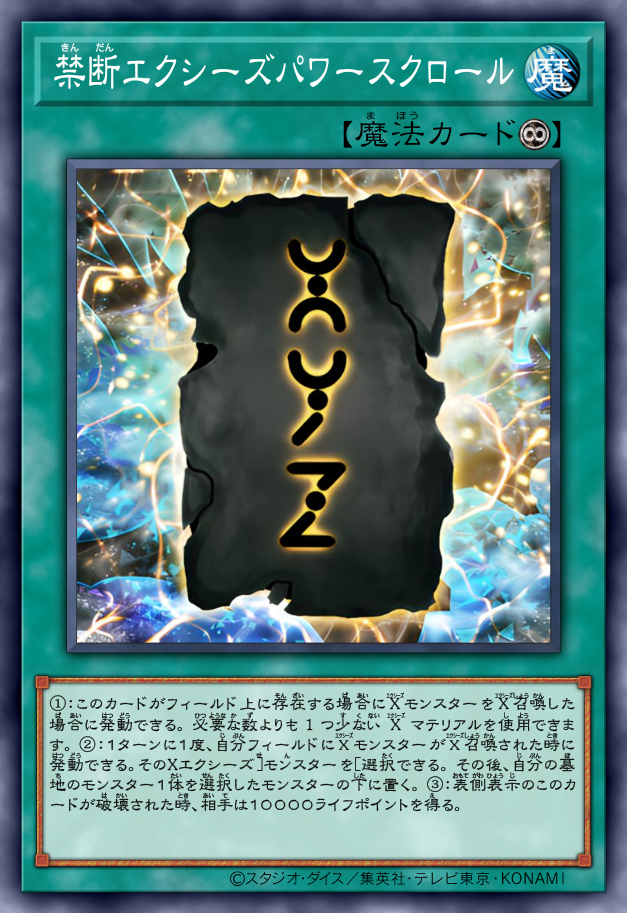 禁断エクシーズパワースクロール 魔
【魔法カード】
XYZ
①:このカードがフィールド上に存在する場合にXモンスターをX召喚した
場合に発動できる。必要な数よりも1つ少ない X マテリアルを使用できま
す。②:1ターンに1度、自分フィールドにXモンスターがX召喚された時に
発動できる。そのXエクシーズ]モンスターを[選択できる。その後、自分の墓
地のモンスター1体を選択したモンスターの下に置く。③:表側表示のこのカ
ードが破壊された時、相手は10000ライフポイントを得る。
©スタジオ・ダイス/集英社・テレビ東京・KONAMI